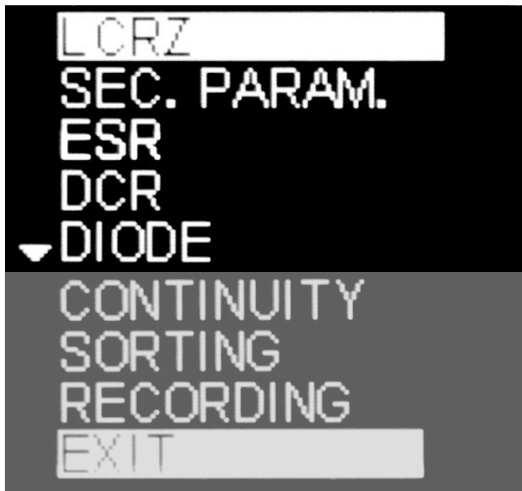 LCRZ
SEC. PARAM.
ESR
DCR
DIODE
CONTINUITY
SORTING
RECORDING
EXIT